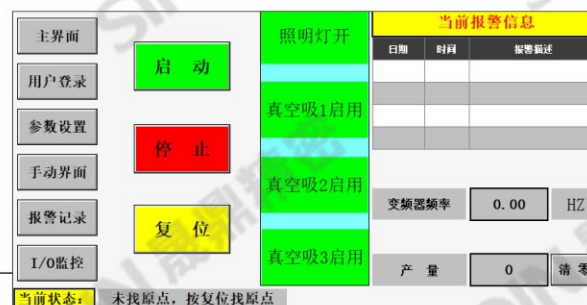 主界面
用户登录
参数设置
手动界面
报警记录
I/O监控
启 动
停 止
复 位
照明灯开
真空吸1启用
真空吸2启用
真空吸3启用
当前报警信息
日期 时间 报警描述
变频器频率 0.00 HZ
产 量 0 清 零
当前状态： 未找原点，按复位找原点
晟鼎精密